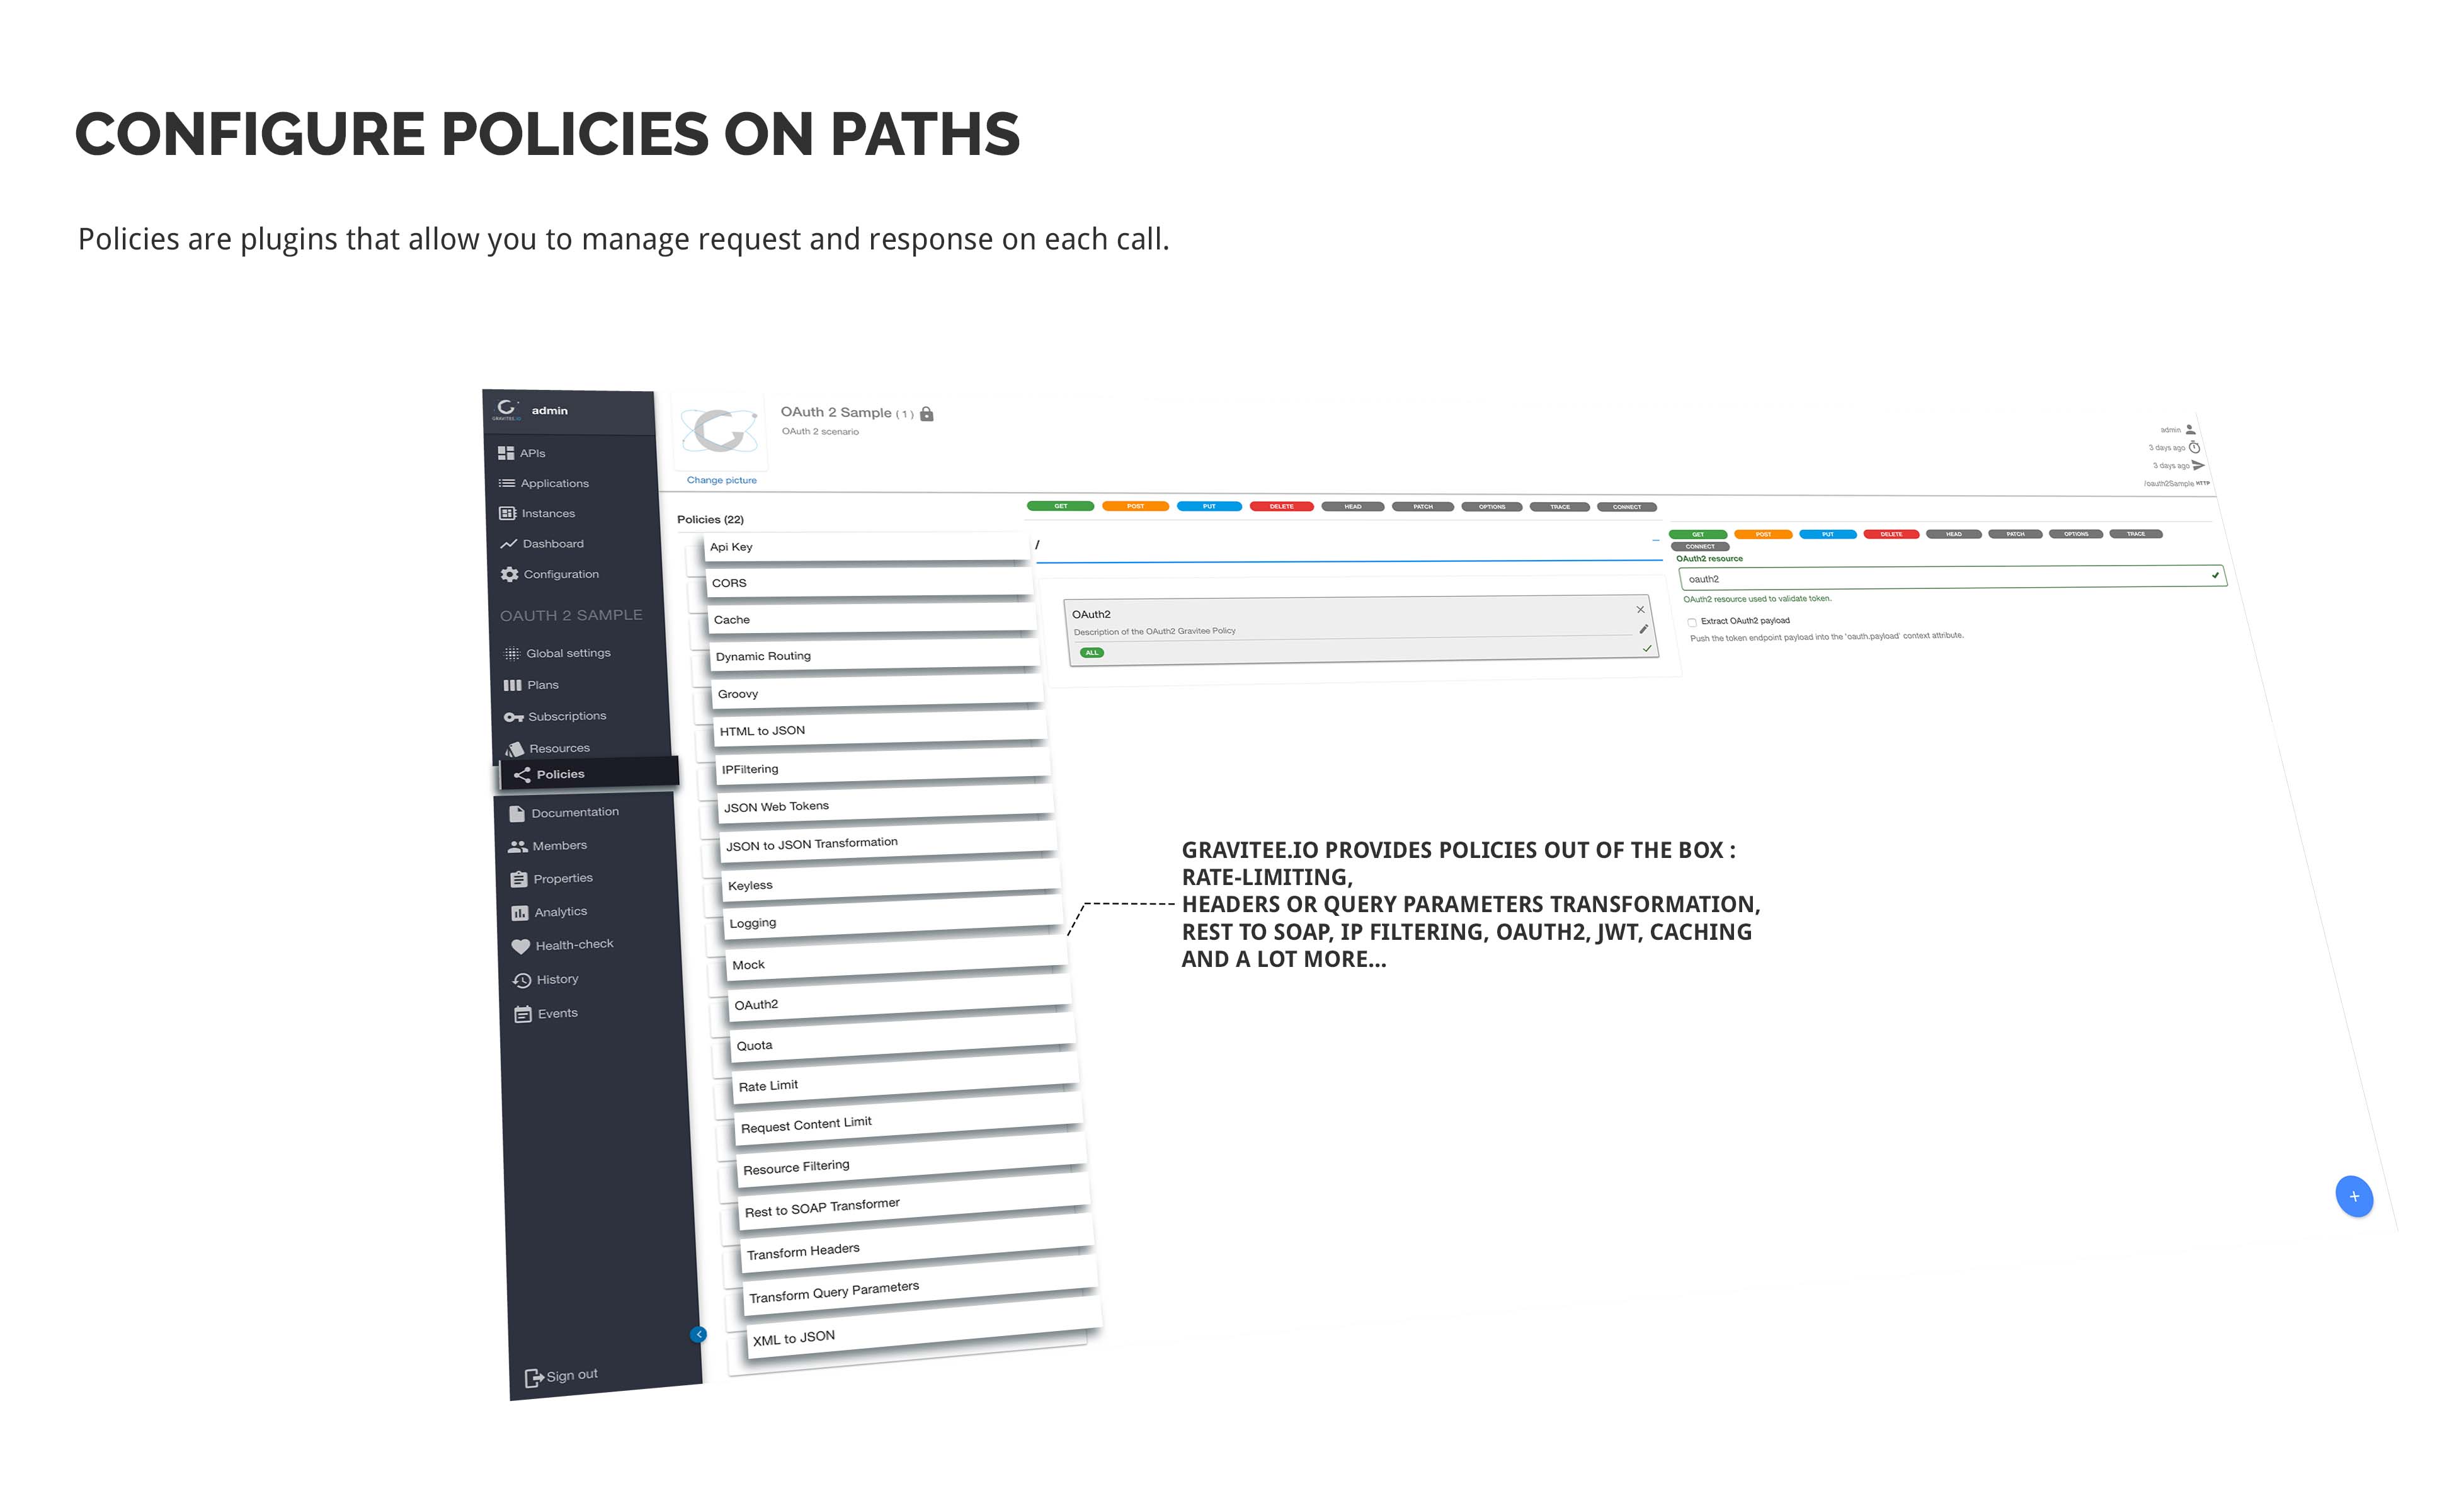 CONFIGURE POLICIES ON PATHS
Policies are plugins that allow you to manage request and response on each call.
GRAVITEE.IO
admin
APIs
Applications
Instances
Dashboard
Configuration
OAUTH 2 SAMPLE
Global settings
Plans
Subscriptions
Resources
Policies
Documentation
Members
Properties
Analytics
Health-check
History
Events
Sign out
OAuth 2 Sample ( 1 )
OAuth 2 scenario
Change picture
admin
3 days ago
3 days ago
/oauth2Sample HTTP
Policies (22)
Api Key
CORS
Cache
Dynamic Routing
Groovy
HTML to JSON
IPFiltering
JSON Web Tokens
JSON to JSON Transformation
Keyless
Logging
Mock
OAuth2
Quota
Rate Limit
Request Content Limit
Resource Filtering
Rest to SOAP Transformer
Transform Headers
Transform Query Parameters
XML to JSON
GET POST PUT DELETE HEAD PATCH OPTIONS TRACE CONNECT
/
OAuth2
Description of the OAuth2 Gravitee Policy
ALL
GET POST PUT DELETE HEAD PATCH OPTIONS TRACE
CONNECT
OAuth2 resource
oauth2
OAuth2 resource used to validate token.
Extract OAuth2 payload
Push the token endpoint payload into the 'oauth.payload' context attribute.
GRAVITEE.IO PROVIDES POLICIES OUT OF THE BOX :
RATE-LIMITING,
HEADERS OR QUERY PARAMETERS TRANSFORMATION,
REST TO SOAP, IP FILTERING, OAUTH2, JWT, CACHING
AND A LOT MORE...